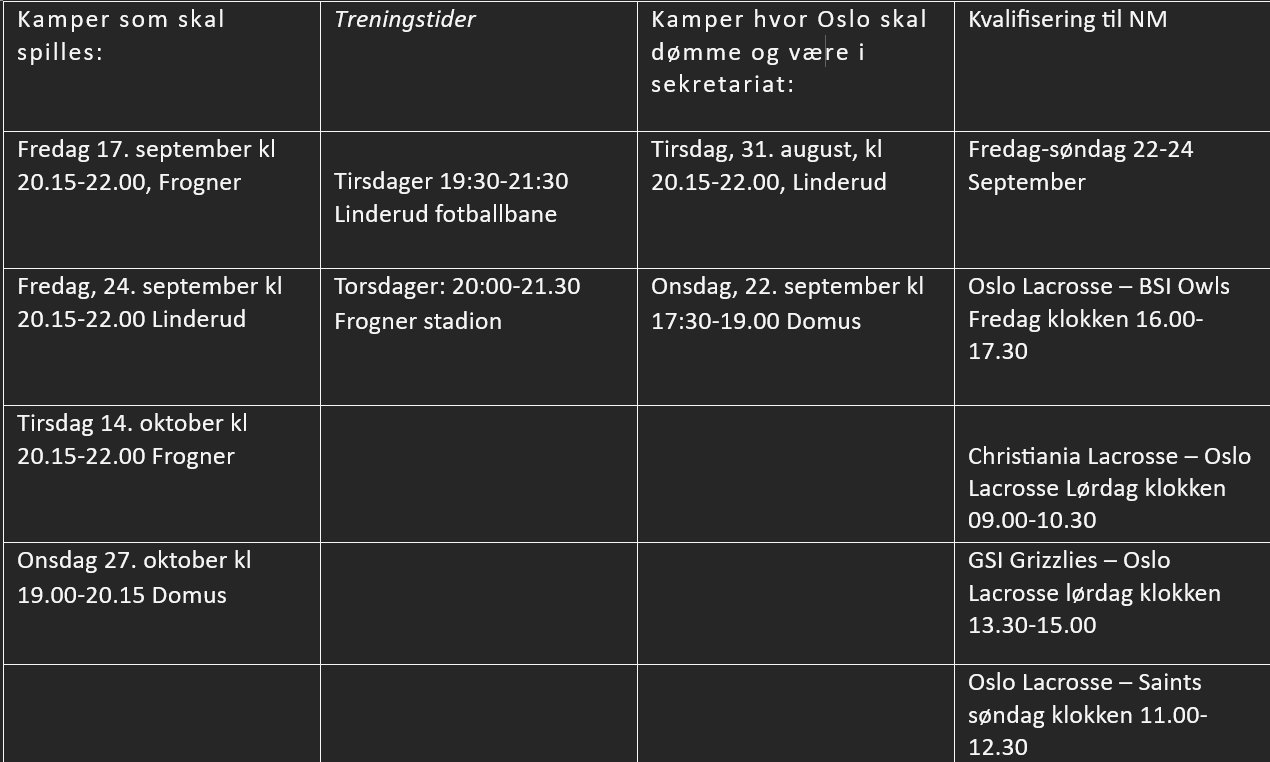 Kamper som skal
spilles:
Treningstider
Kamper hvor Oslo skal
dømme og være i
sekretariat:
Kvalifisering til NM
Fredag 17. september kl
20.15-22.00, Frogner
Tirsdager 19:30-21:30
Linderud fotballbane
Tirsdag, 31. august, kl
20.15-22.00, Linderud
Fredag-søndag 22-24
September
Fredag, 24. september kl
20.15-22.00 Linderud
Torsdager: 20:00-21.30
Frogner stadion
Onsdag, 22. september kl
17:30-19.00 Domus
Oslo Lacrosse – BSI Owls
Fredag klokken 16.00-
17.30
Tirsdag 14. oktober kl
20.15-22.00 Frogner
Christiania Lacrosse – Oslo
Lacrosse Lørdag klokken
09.00-10.30
Onsdag 27. oktober kl
19.00-20.15 Domus
GSI Grizzlies – Oslo
Lacrosse lørdag klokken
13.30-15.00
Oslo Lacrosse – Saints
søndag klokken 11.00-
12.30